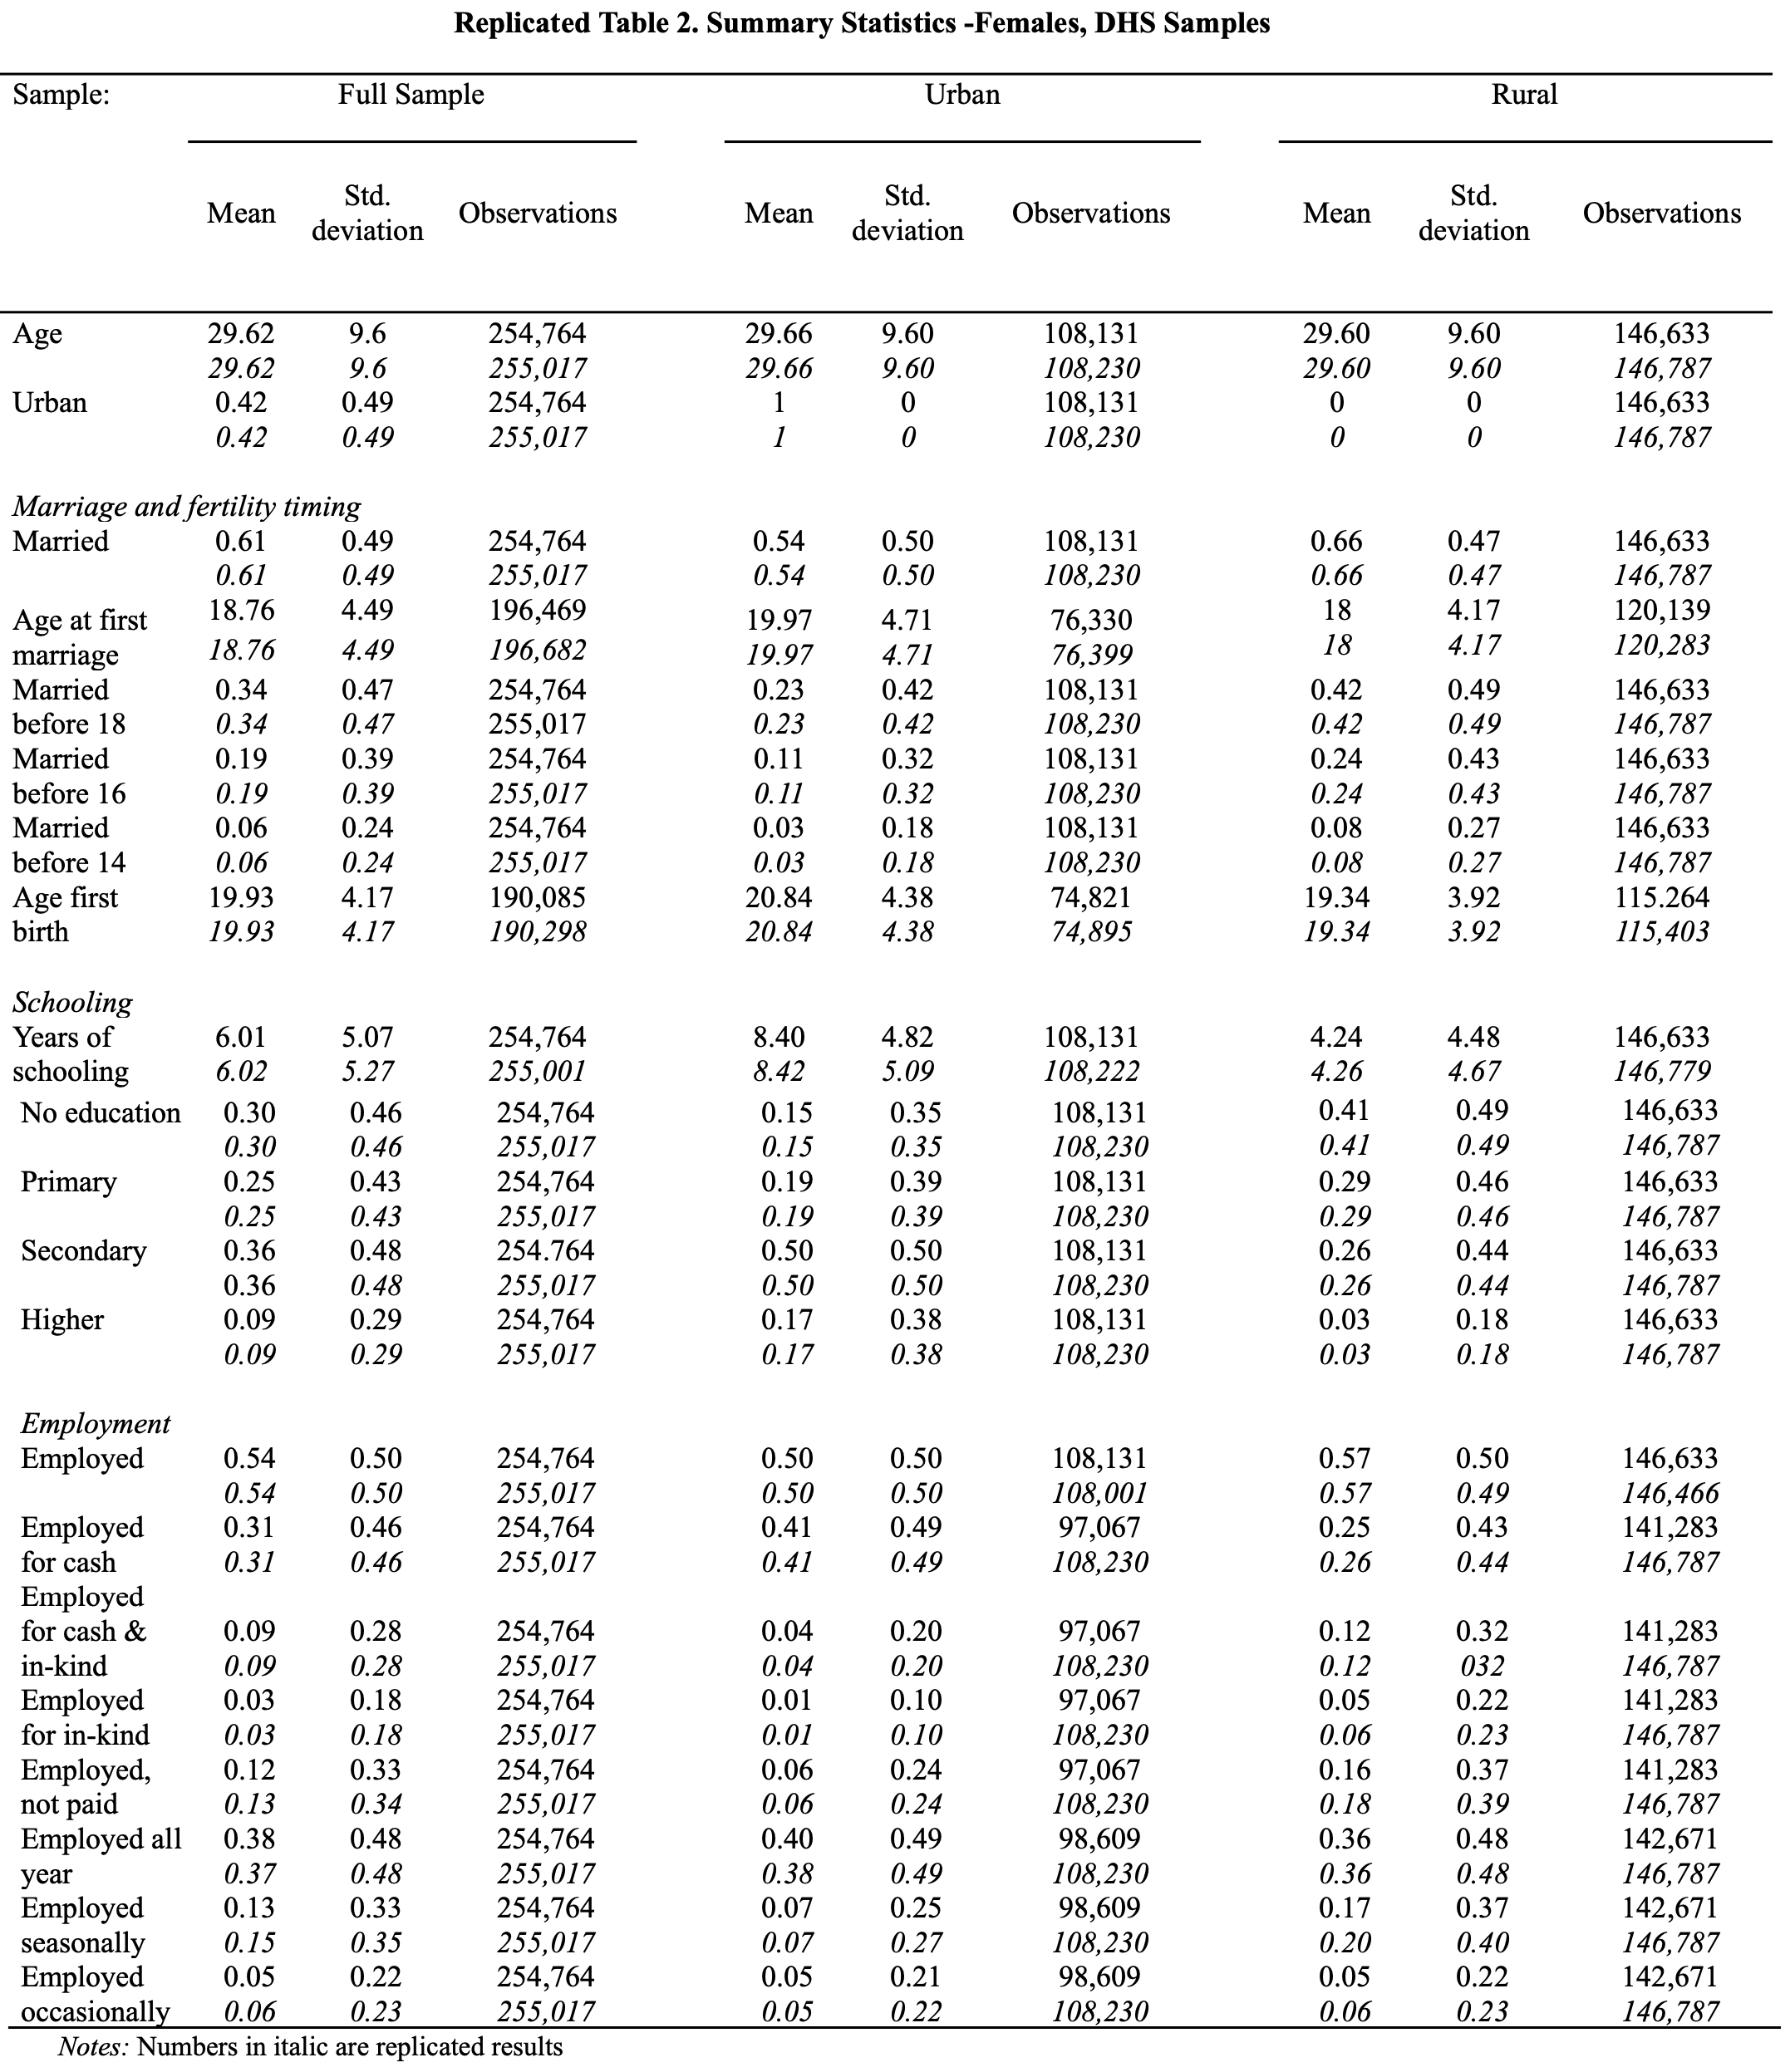 Replicated Table 2. Summary Statistics -Females, DHS Samples
Sample: Full Sample Urban Rural
Mean Std. deviation Observations Mean Std. deviation Observations Mean Std. deviation Observations
Age 29.62 9.6 254,764 29.66 9.60 108,131 29.60 9.60 146,633
29.62 9.6 255,017 29.66 9.60 108,230 29.60 9.60 146,787
Urban 0.42 0.49 254,764 1 0 108,131 0 0 146,633
0.42 0.49 255,017 1 0 108,230 0 0 146,787
Marriage and fertility timing
Married 0.61 0.49 254,764 0.54 0.50 108,131 0.66 0.47 146,633
0.61 0.49 255,017 0.54 0.50 108,230 0.66 0.47 146,787
Age at first 18.76 4.49 196,469 19.97 4.71 76,330 18 4.17 120,139
marriage 18.76 4.49 196,682 19.97 4.71 76,399 18 4.17 120,283
Married 0.34 0.47 254,764 0.23 0.42 108,131 0.42 0.49 146,633
before 18 0.34 0.47 255,017 0.23 0.42 108,230 0.42 0.49 146,787
Married 0.19 0.39 254,764 0.11 0.32 108,131 0.24 0.43 146,633
before 16 0.19 0.39 255,017 0.11 0.32 108,230 0.24 0.43 146,787
Married 0.06 0.24 254,764 0.03 0.18 108,131 0.08 0.27 146,633
before 14 0.06 0.24 255,017 0.03 0.18 108,230 0.08 0.27 146,787
Age first 19.93 4.17 190,085 20.84 4.38 74,821 19.34 3.92 115.264
birth 19.93 4.17 190,298 20.84 4.38 74,895 19.34 3.92 115,403
Schooling
Years of 6.01 5.07 254,764 8.40 4.82 108,131 4.24 4.48 146,633
schooling 6.02 5.27 255,001 8.42 5.09 108,222 4.26 4.67 146,779
No education 0.30 0.46 254,764 0.15 0.35 108,131 0.41 0.49 146,633
0.30 0.46 255,017 0.15 0.35 108,230 0.41 0.49 146,787
Primary 0.25 0.43 254,764 0.19 0.39 108,131 0.29 0.46 146,633
0.25 0.43 255,017 0.19 0.39 108,230 0.29 0.46 146,787
Secondary 0.36 0.48 254.764 0.50 0.50 108,131 0.26 0.44 146,633
0.36 0.48 255,017 0.50 0.50 108,230 0.26 0.44 146,787
Higher 0.09 0.29 254,764 0.17 0.38 108,131 0.03 0.18 146,633
0.09 0.29 255,017 0.17 0.38 108,230 0.03 0.18 146,787
Employment
Employed 0.54 0.50 254,764 0.50 0.50 108,131 0.57 0.50 146,633
0.54 0.50 255,017 0.50 0.50 108,001 0.57 0.49 146,466
Employed 0.31 0.46 254,764 0.41 0.49 97,067 0.25 0.43 141,283
for cash 0.31 0.46 255,017 0.41 0.49 108,230 0.26 0.44 146,787
Employed
for cash & 0.09 0.28 254,764 0.04 0.20 97,067 0.12 0.32 141,283
in-kind 0.09 0.28 255,017 0.04 0.20 108,230 0.12 032 146,787
Employed 0.03 0.18 254,764 0.01 0.10 97,067 0.05 0.22 141,283
for in-kind 0.03 0.18 255,017 0.01 0.10 108,230 0.06 0.23 146,787
Employed, 0.12 0.33 254,764 0.06 0.24 97,067 0.16 0.37 141,283
not paid 0.13 0.34 255,017 0.06 0.24 108,230 0.18 0.39 146,787
Employed all 0.38 0.48 254,764 0.40 0.49 98,609 0.36 0.48 142,671
year 0.37 0.48 255,017 0.38 0.49 108,230 0.36 0.48 146,787
Employed 0.13 0.33 254,764 0.07 0.25 98,609 0.17 0.37 142,671
seasonally 0.15 0.35 255,017 0.07 0.27 108,230 0.20 0.40 146,787
Employed 0.05 0.22 254,764 0.05 0.21 98,609 0.05 0.22 142,671
occasionally 0.06 0.23 255,017 0.05 0.22 108,230 0.06 0.23 146,787
Notes: Numbers in italic are replicated results